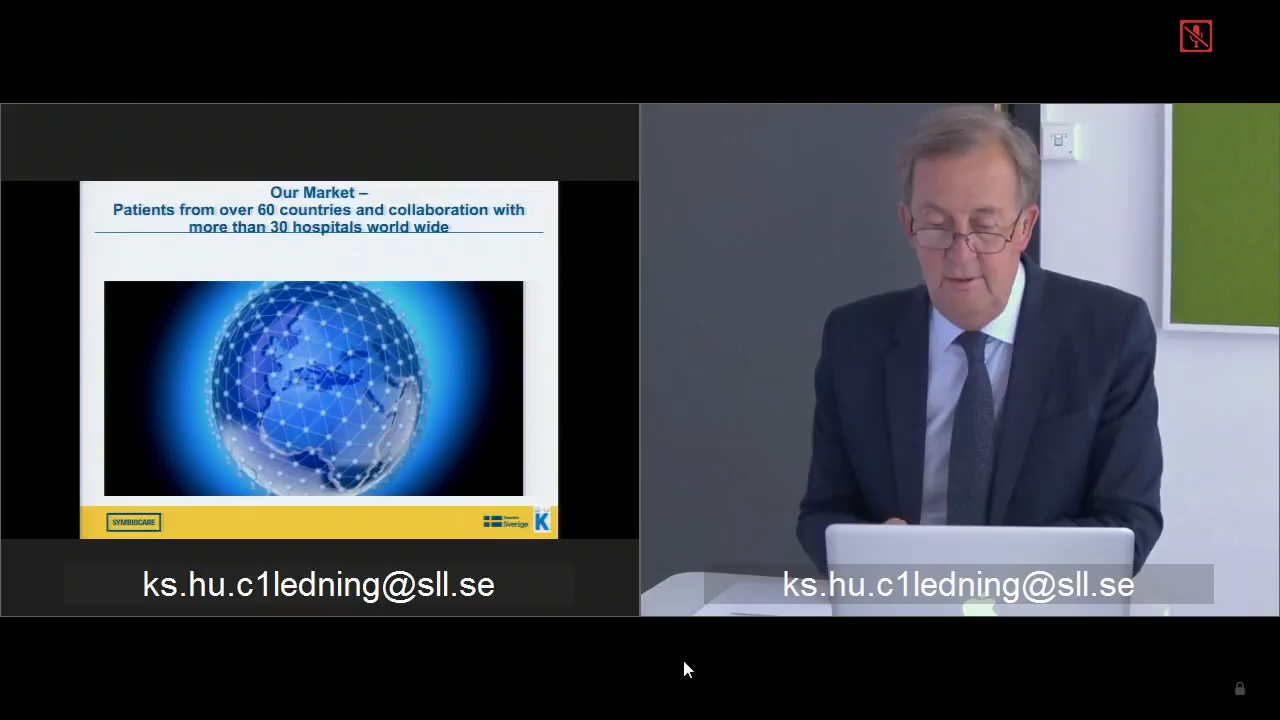 Our Market –
Patients from over 60 countries and collaboration with
more than 30 hospitals world wide
SYMBIOCARE
Sweden
Sverige
K
ks.hu.c1ledning@sll.se
ks.hu.c1ledning@sll.se